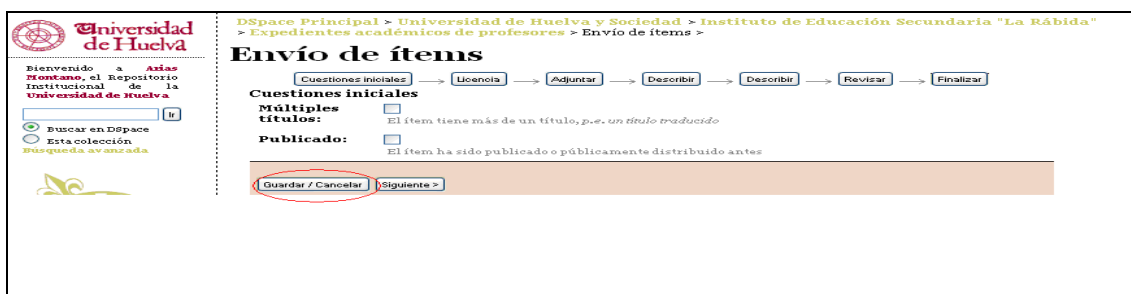 Universidad
de Huelva
Bienvenido a Arias
Montano, el Repositorio
Institucional de la
Universidad de Huelva
Ir
Buscar en DSpace
Esta colección
Búsqueda avanzada
DSpace Principal > Universidad de Huelva y Sociedad > Instituto de Educación Secundaria "La Rábida"
> Expedientes académicos de profesores > Envío de ítems >
Envío de ítems
Cuestiones iniciales → Licencia → Adjuntar → Describir → Describir → Revisar → Finalizar
Cuestiones iniciales
Múltiples
títulos:
El ítem tiene más de un título, p.e. un título traducido
Publicado:
El ítem ha sido publicado o públicamente distribuido antes
Guardar / Cancelar Siguiente >